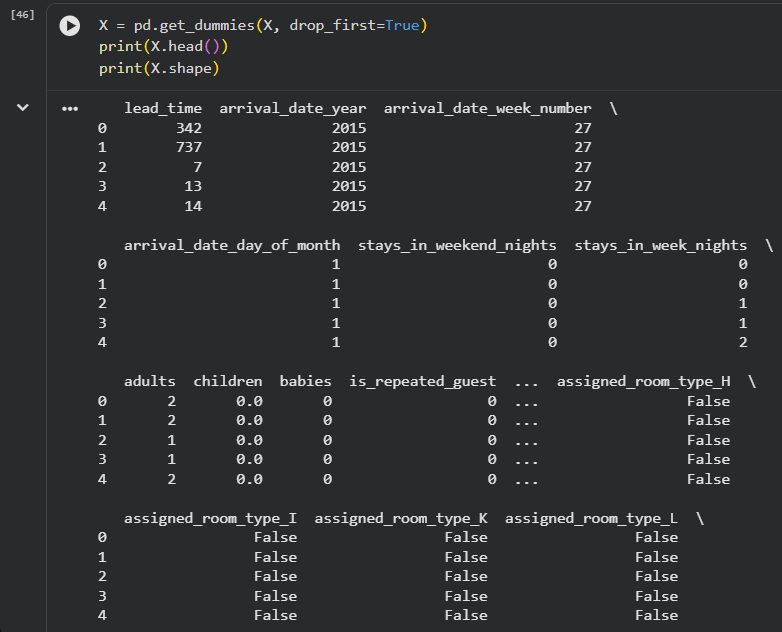 [46]
X = pd.get_dummies(X, drop_first=True)
print(X.head())
print(X.shape)
... lead_time arrival_date_year arrival_date_week_number \
0 342 2015 27
1 737 2015 27
2 7 2015 27
3 13 2015 27
4 14 2015 27
arrival_date_day_of_month stays_in_weekend_nights stays_in_week_nights \
0 1 0 0
1 1 0 0
2 1 0 1
3 1 0 1
4 1 0 2
adults children babies is_repeated_guest ... assigned_room_type_H \
0 2 0.0 0 0 ... False
1 2 0.0 0 0 ... False
2 1 0.0 0 0 ... False
3 1 0.0 0 0 ... False
4 2 0.0 0 0 ... False
assigned_room_type_I assigned_room_type_K assigned_room_type_L \
0 False False False
1 False False False
2 False False False
3 False False False
4 False False False